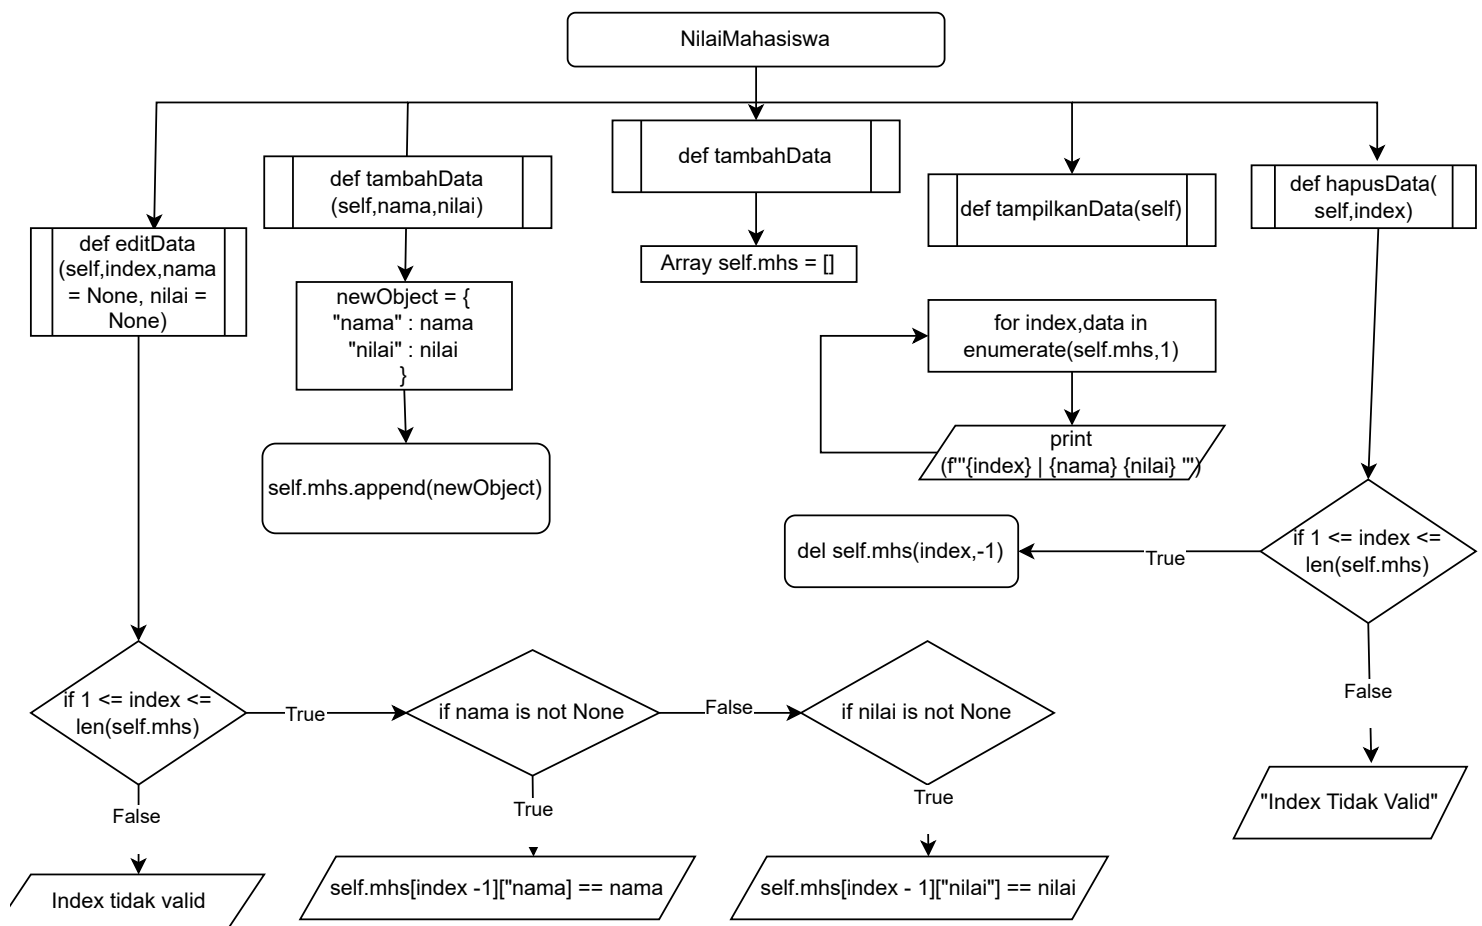 NilaiMahasiswa
def tambahData
def tambahData
(self,nama,nilai)
def tampilkanData(self)
def hapusData(
self,index)
def editData
(self,index,nama
= None, nilai =
None)
Array self.mhs = []
newObject = {
"nama" : nama
"nilai" : nilai
}
for index,data in
enumerate(self.mhs,1)
print
(f'"{index} | {nama} {nilai} '")
self.mhs.append(newObject)
del self.mhs(index,-1)
True
if 1 <= index <=
len(self.mhs)
False
"Index Tidak Valid"
if 1 <= index <=
len(self.mhs)
True
if nama is not None
False
if nilai is not None
False
True
True
Index tidak valid
self.mhs[index -1]["nama] == nama
self.mhs[index - 1]["nilai"] == nilai